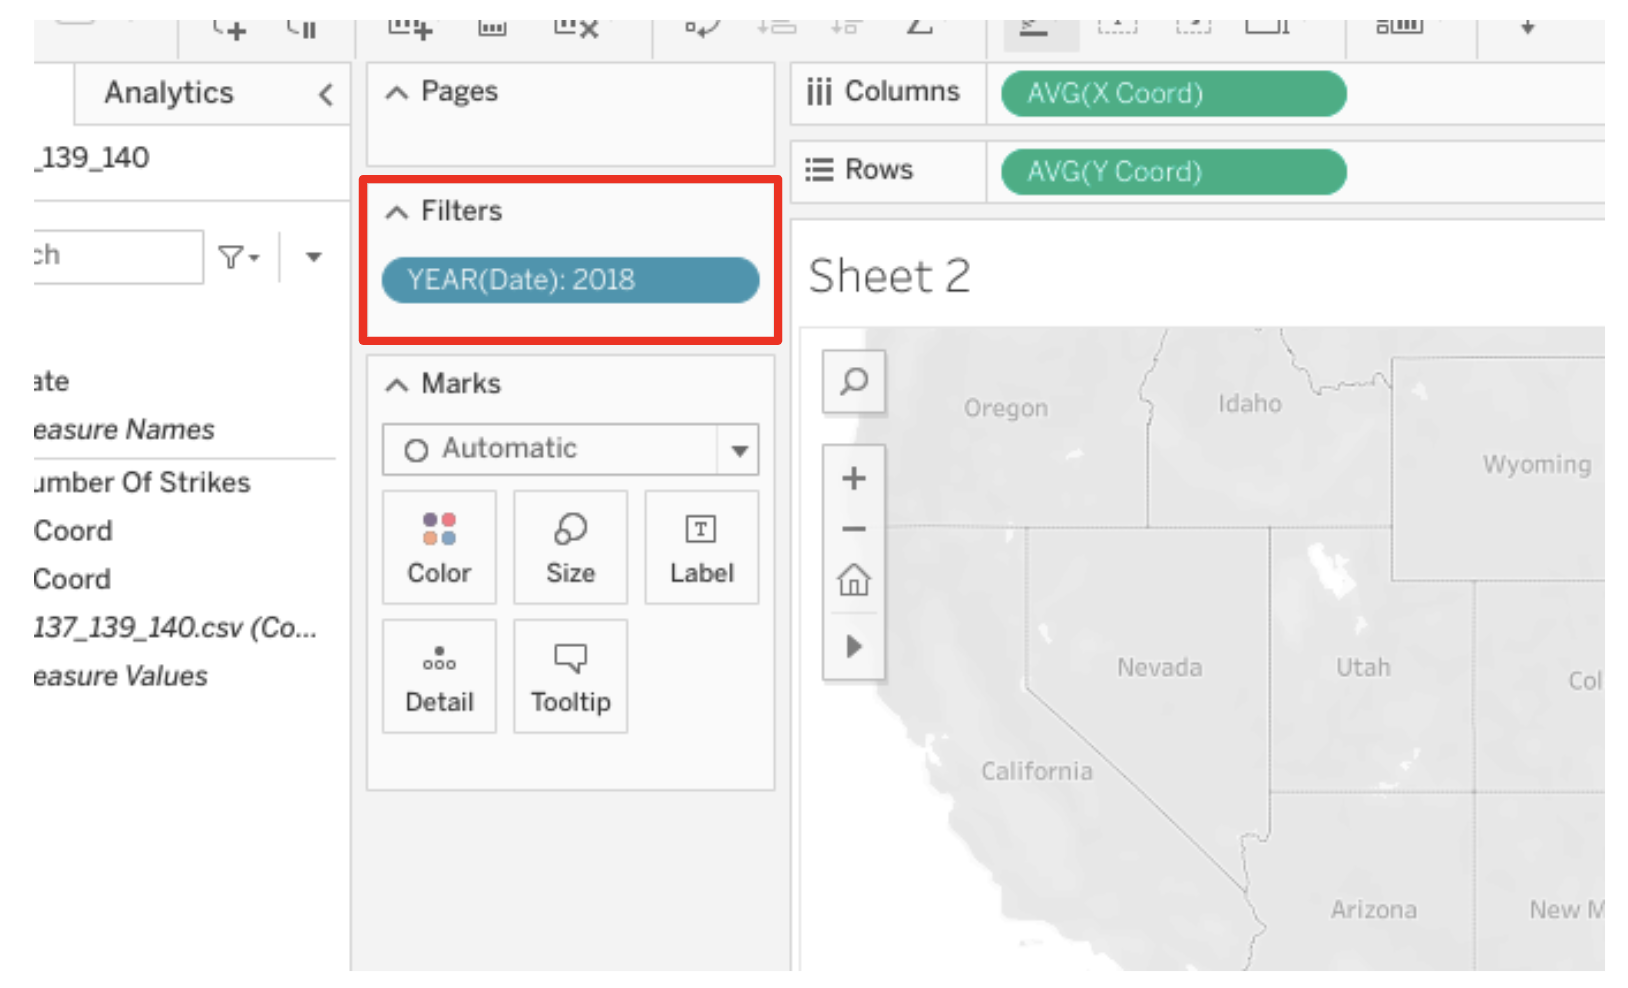 Analytics
_139_140
ch
ate
easure Names
umber Of Strikes
Coord
Coord
137_139_140.csv (Co...
easure Values
Pages
Filters
YEAR(Date): 2018
Marks
Automatic
Color
Size
T
Label
Detail
Tooltip
Columns
AVG(X Coord)
Rows
AVG(Y Coord)
Sheet 2
Oregon
Idaho
Wyoming
Nevada
Utah
Col
California
Arizona
New M